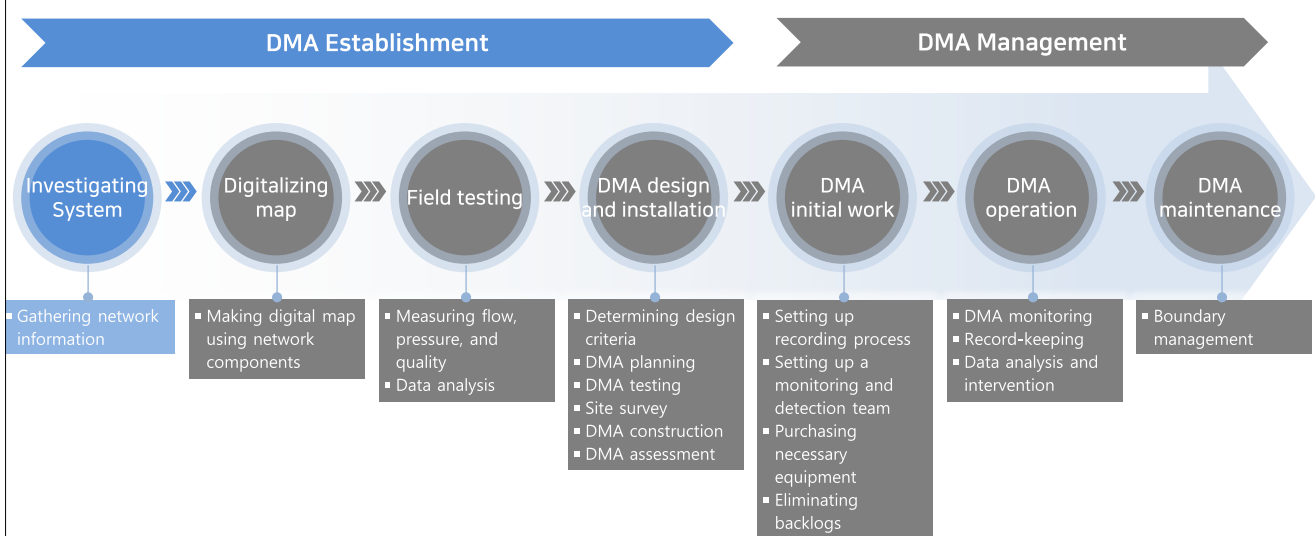 DMA Establishment
DMA Management
Investigating
System
Digitalizing
map
Field testing
DMA design
and installation
DMA
initial work
DMA
operation
DMA
maintenance
▪ Gathering network
information
▪ Making digital map
using network
components
▪ Measuring flow,
pressure, and
quality
▪ Data analysis
▪ Determining design
criteria
▪ DMA planning
▪ DMA testing
▪ Site survey
▪ DMA construction
▪ DMA assessment
▪ Setting up
recording process
▪ Setting up a
monitoring and
detection team
▪ Purchasing
necessary
equipment
▪ Eliminating
backlogs
▪ DMA monitoring
▪ Record-keeping
▪ Data analysis and
intervention
▪ Boundary
management